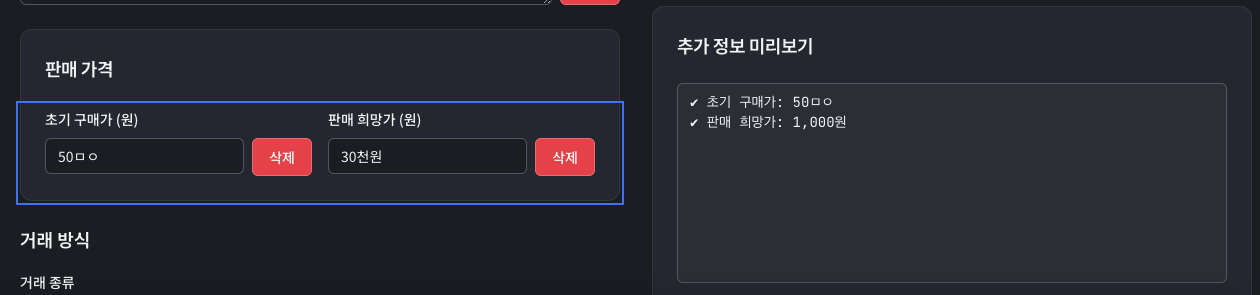 판매 가격
초기 구매가 (원)
판매 희망가 (원)
50ㅁㅇ
삭제
30천원
삭제
거래 방식
거래 종류
추가 정보 미리보기
✔ 초기 구매가: 50ㅁㅇ
✔ 판매 희망가: 1,000원